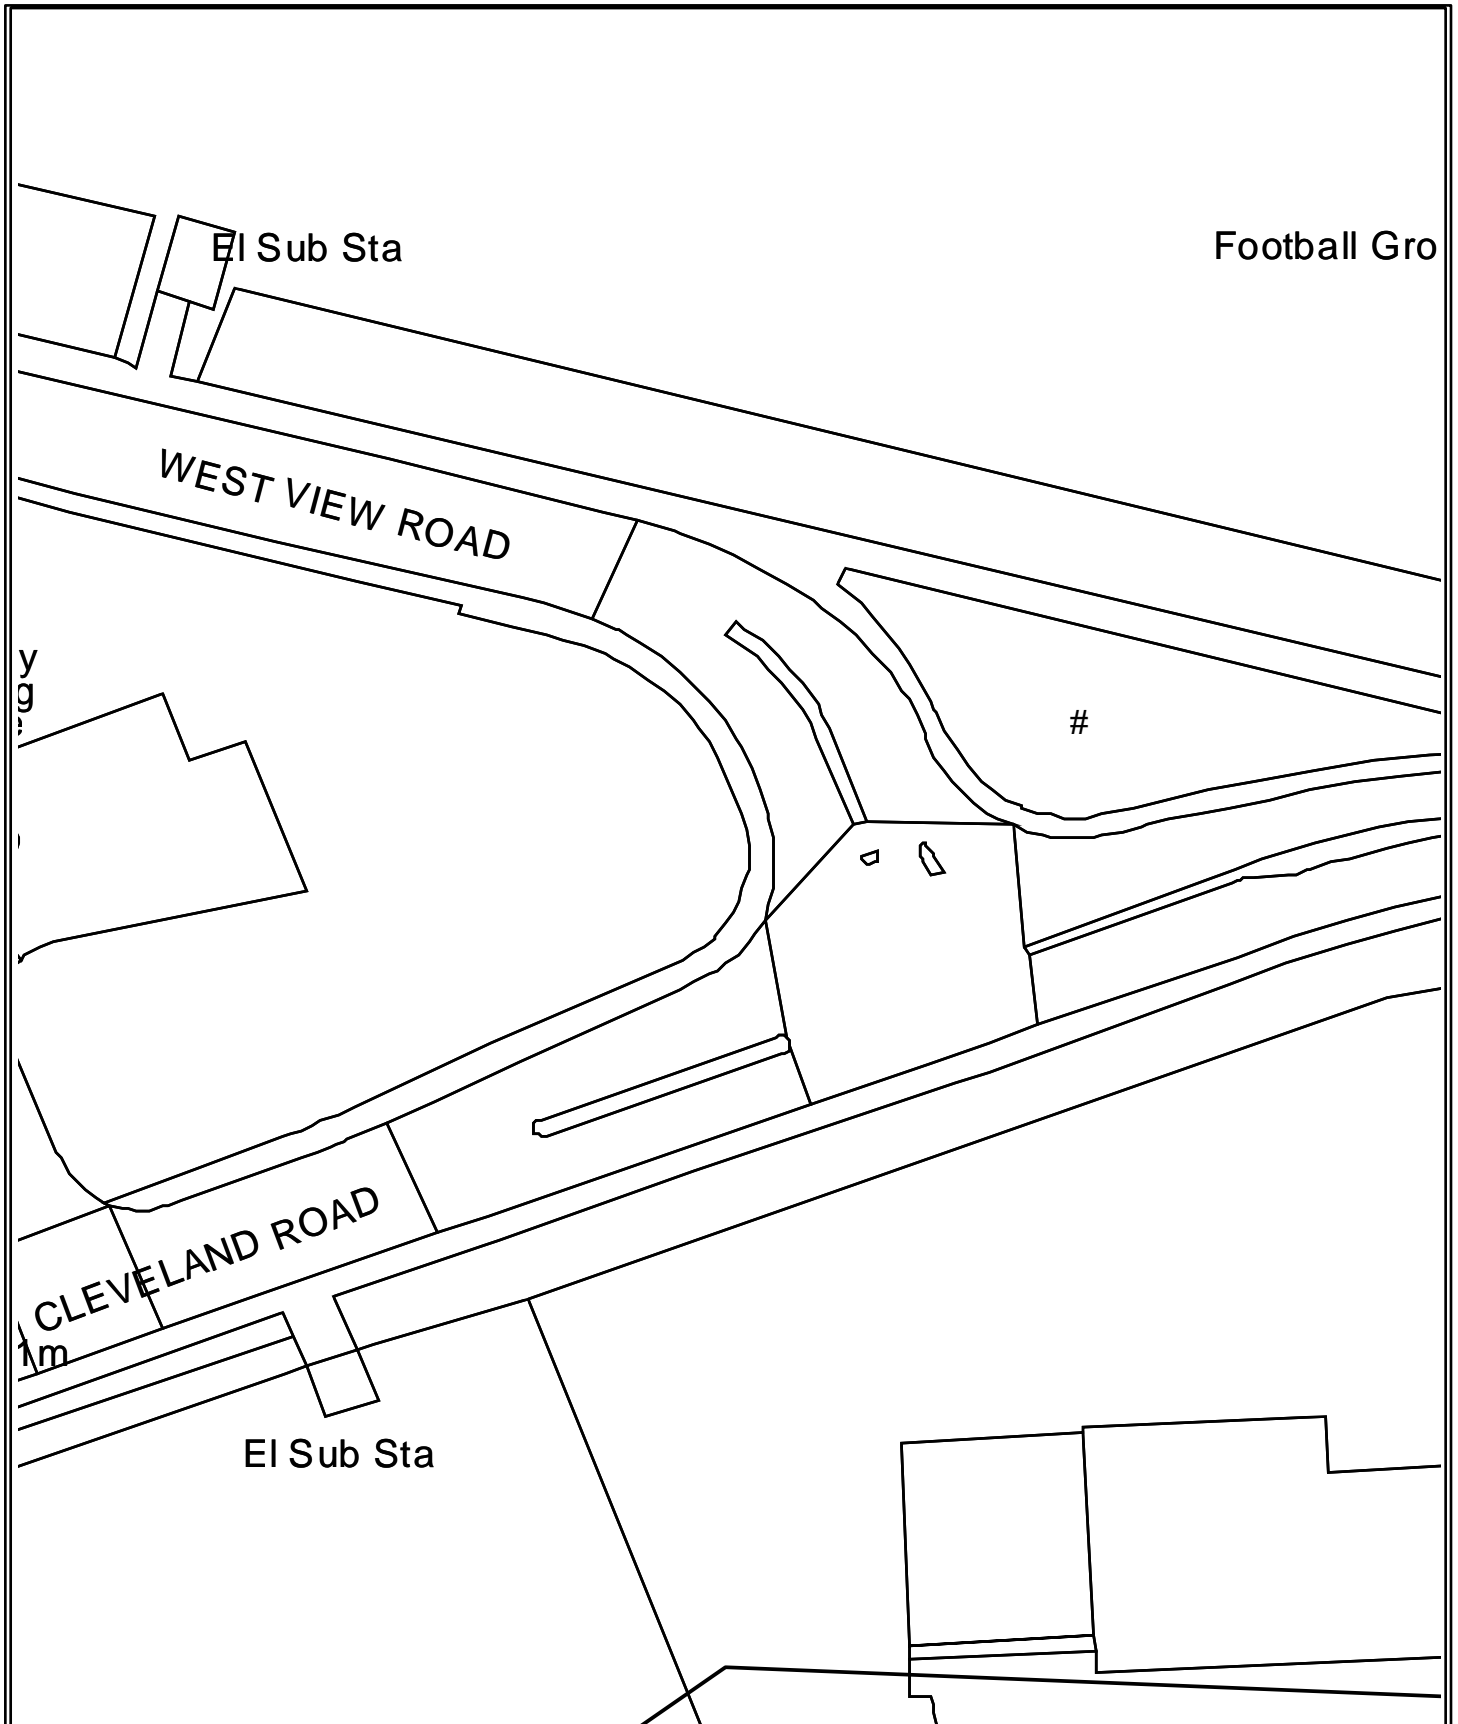 El Sub Sta
Football Gro
WEST VIEW ROAD
y
g
#
CLEVELAND ROAD
1m
El Sub Sta